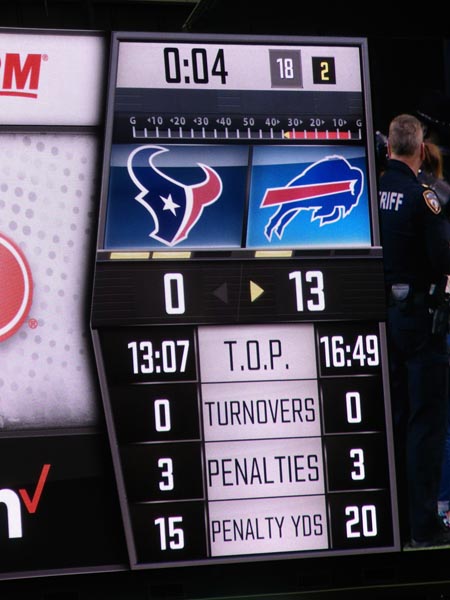 RM®
0:04 18 2
G 10 20 30 40 50 40 30 20 10 G
0 13
13:07 T.O.P. 16:49
0 TURNOVERS 0
3 PENALTIES 3
15 PENALTY YDS 20
®
n
RIFF